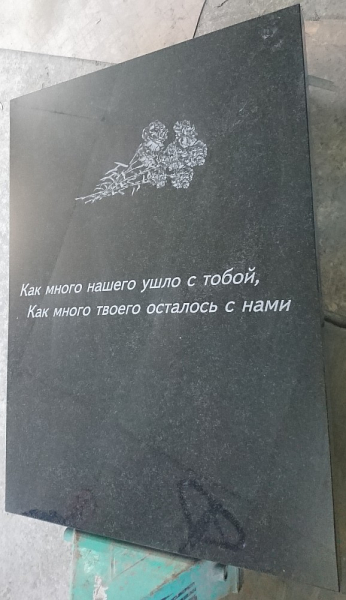 Как много нашего ушло с тобой,
Как много твоего осталось с нами